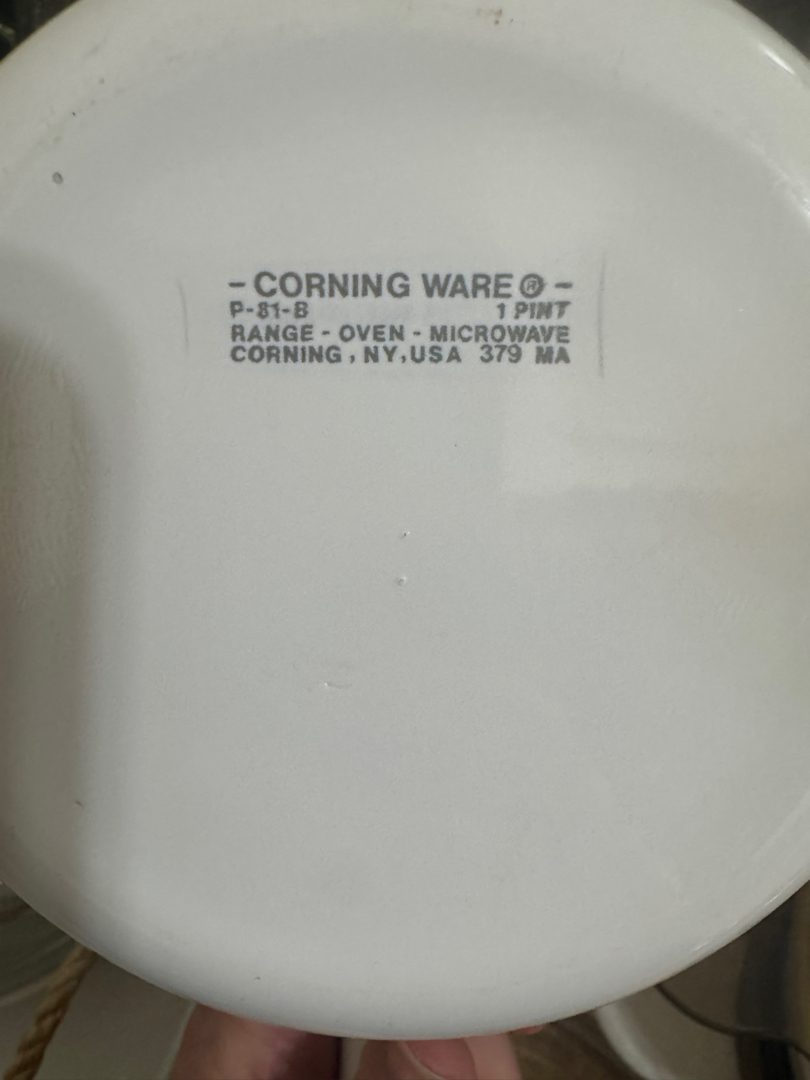 - CORNING WARE ® -
P-81-B 1 PINT
RANGE - OVEN - MICROWAVE
CORNING, NY, USA 379 MA